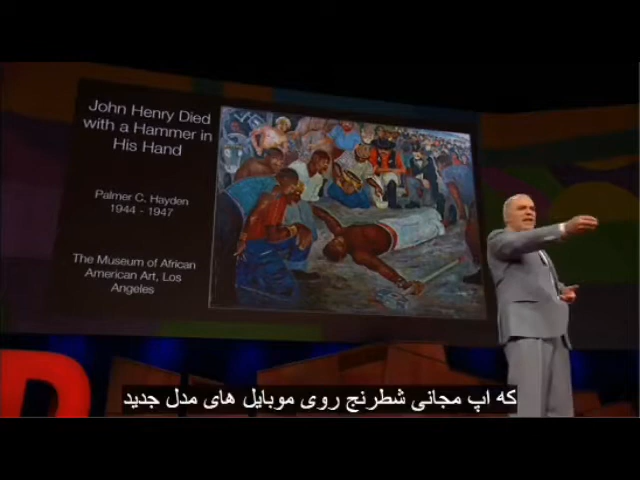 John Henry Died
with a Hammer in
His Hand
Palmer C. Hayden
1944 - 1947
The Museum of African
American Art, Los
Angeles
که اپ مجانی شطرنج روی موبایل های مدل جدید